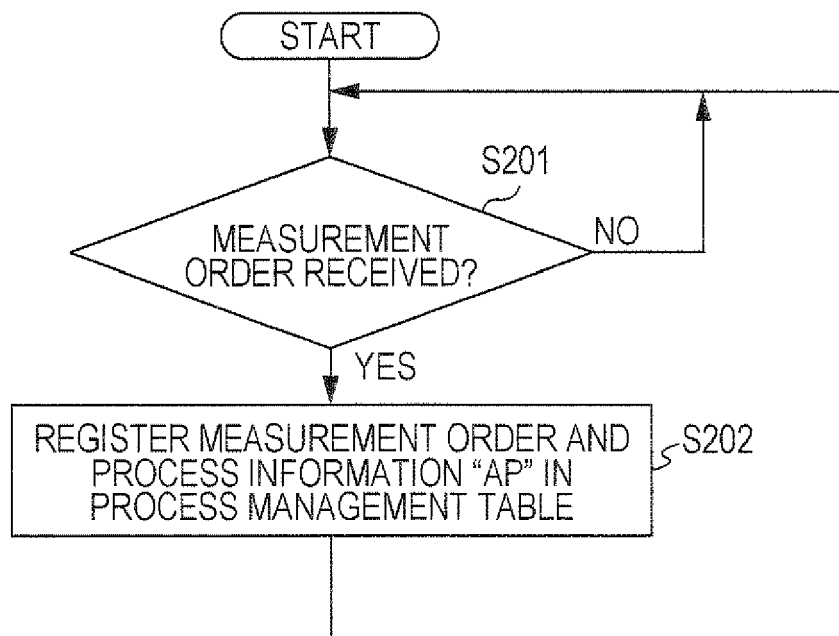 START
S201
MEASUREMENT
ORDER RECEIVED?
NO
YES
REGISTER MEASUREMENT ORDER AND
PROCESS INFORMATION “AP” IN
PROCESS MANAGEMENT TABLE
S202